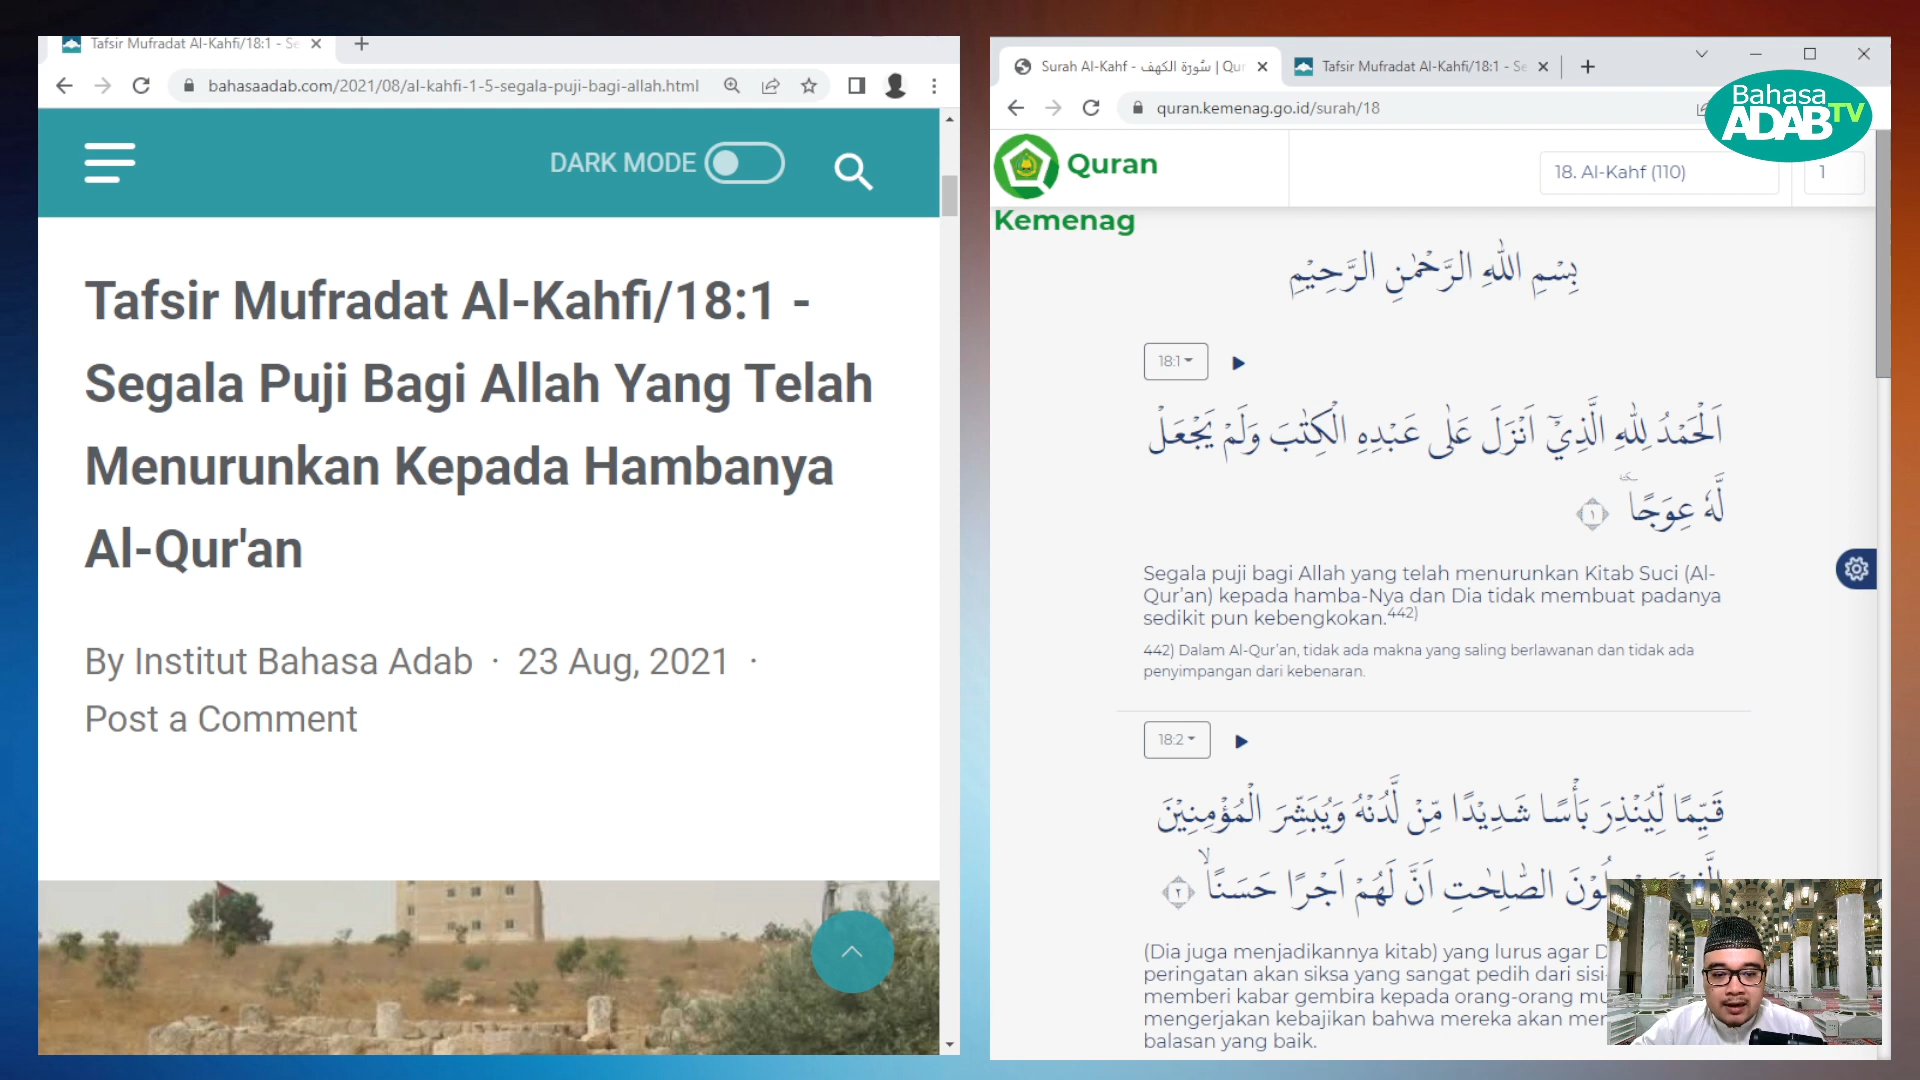 Tafsir Mufradat Al-Kahfi/18:1 - Se
bahasaadab.com/2021/08/al-kahfi-1-5-segala-puji-bagi-allah.html
DARK MODE
Tafsir Mufradat Al-Kahfi/18:1 -
Segala Puji Bagi Allah Yang Telah
Menurunkan Kepada Hambanya
Al-Qur'an
By Institut Bahasa Adab · 23 Aug, 2021 ·
Post a Comment
Surah Al-Kahf - سُورَة الكهف | Qur
Tafsir Mufradat Al-Kahfi/18:1 - Se
quran.kemenag.go.id/surah/18
Bahasa
ADAB TV
Quran
Kemenag
18. Al-Kahf (110)
1
بِسْمِ اللّٰهِ الرَّحْمٰنِ الرَّحِيْمِ
18:1
اَلْحَمْدُ لِلّٰهِ الَّذِيْٓ اَنْزَلَ عَلٰى عَبْدِهِ الْكِتٰبَ وَلَمْ يَجْعَلْ
لَّهٗ عِوَجًا ۜ ١
Segala puji bagi Allah yang telah menurunkan Kitab Suci (Al-
Qur’an) kepada hamba-Nya dan Dia tidak membuat padanya
sedikit pun kebengkokan.442)
442) Dalam Al-Qur’an, tidak ada makna yang saling berlawanan dan tidak ada
penyimpangan dari kebenaran.
18:2
قَيِّمًا لِّيُنْذِرَ بَأْسًا شَدِيْدًا مِّنْ لَّدُنْهُ وَيُبَشِّرَ الْمُؤْمِنِيْنَ
الصّٰلِحٰتِ اَنَّ لَهُمْ اَجْرًا حَسَنًاۙ ٢
(Dia juga menjadikannya kitab) yang lurus agar D
peringatan akan siksa yang sangat pedih dari sisi-
memberi kabar gembira kepada orang-orang mu
mengerjakan kebajikan bahwa mereka akan mer
balasan yang baik.